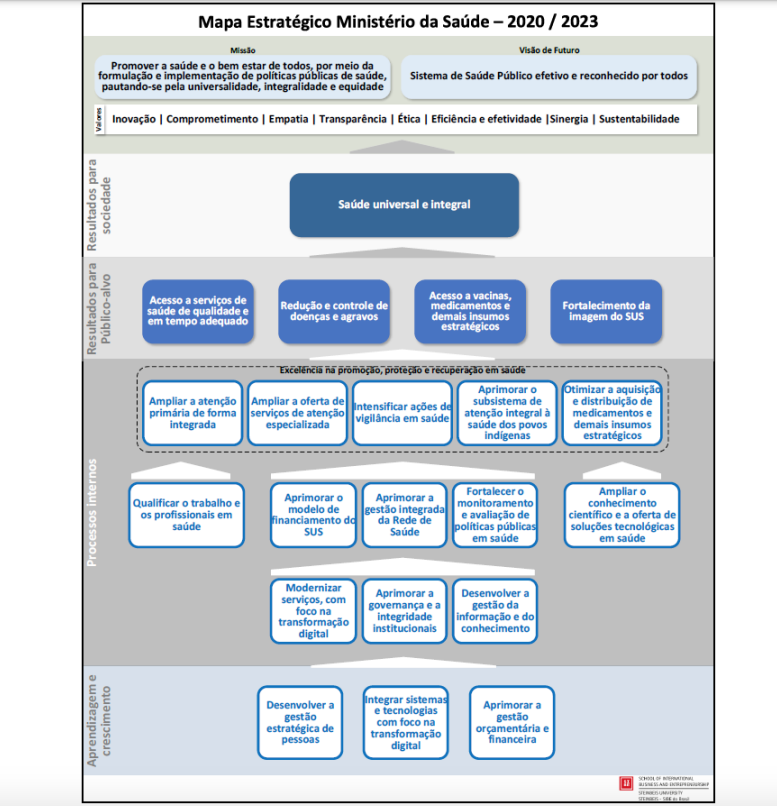 Mapa Estratégico Ministério da Saúde – 2020 / 2023
Missão
Promover a saúde e o bem estar de todos, por meio da
formulação e implementação de políticas públicas de saúde,
pautando-se pela universalidade, integralidade e equidade
Visão de Futuro
Sistema de Saúde Público efetivo e reconhecido por todos
Valores
Inovação | Comprometimento | Empatia | Transparência | Ética | Eficiência e efetividade |Sinergia | Sustentabilidade
Resultados para
sociedade
Saúde universal e integral
Resultados para
Público-alvo
Acesso a serviços de
saúde de qualidade e
em tempo adequado
Redução e controle de
doenças e agravos
Acesso a vacinas,
medicamentos e
demais insumos
estratégicos
Fortalecimento da
imagem do SUS
Processos internos
Excelência na promoção, proteção e recuperação em saúde
Ampliar a atenção
primária de forma
integrada
Ampliar a oferta de
serviços de atenção
especializada
Intensificar ações de
vigilância em saúde
Aprimorar o
subsistema de
atenção integral à
saúde dos povos
indígenas
Otimizar a aquisição
e distribuição de
medicamentos e
demais insumos
estratégicos
Qualificar o trabalho e
os profissionais em
saúde
Aprimorar o
modelo de
financiamento do
SUS
Aprimorar a
gestão integrada
da Rede de
Saúde
Fortalecer o
monitoramento
e avaliação de
políticas públicas
em saúde
Ampliar o
conhecimento
científico e a oferta de
soluções tecnológicas
em saúde
Modernizar
serviços, com
foco na
transformação
digital
Aprimorar a
governança e a
integridade
institucionais
Desenvolver a
gestão da
informação e do
conhecimento
Aprendizagem e
crescimento
Desenvolver a
gestão
estratégica de
pessoas
Integrar sistemas
e tecnologias
com foco na
transformação
digital
Aprimorar a
gestão
orçamentária e
financeira
SCHOOL OF INTERNATIONAL
BUSINESS AND ENTREPRENEURSHIP
STEINBEIS UNIVERSITY
STEINBEIS – SIBE do Brasil